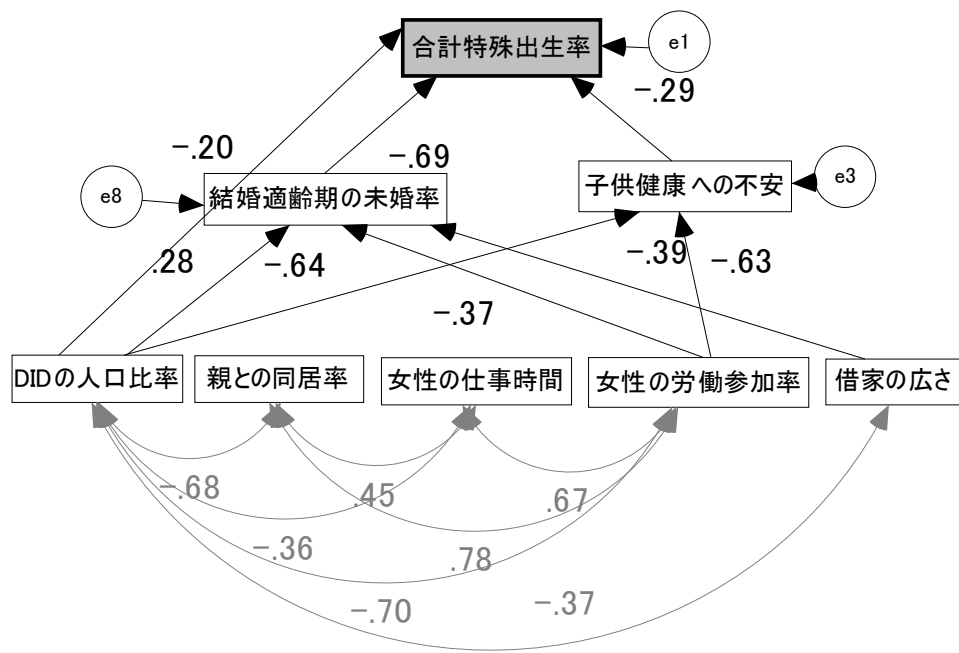 合計特殊出生率
e1
-.29
-.20
-.69
e8
結婚適齢期の未婚率
子供健康への不安
e3
.28
-.64
-.39
-.63
-.37
DIDの人口比率
親との同居率
女性の仕事時間
女性の労働参加率
借家の広さ
-.68
.45
.67
-.36
.78
-.70
-.37